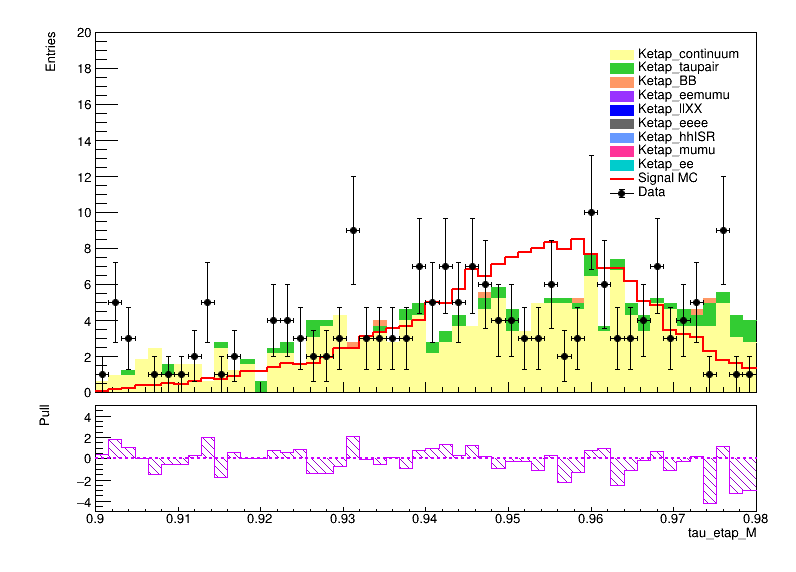 Entries
20
18
16
14
12
10
8
6
4
2
0
Ketap_continuum
Ketap_taupair
Ketap_BB
Ketap_eemumu
Ketap_llXX
Ketap_eeee
Ketap_hhISR
Ketap_mumu
Ketap_ee
Signal MC
Data
Pull
4
2
0
−2
−4
0.9 0.91 0.92 0.93 0.94 0.95 0.96 0.97 0.98
tau_etap_M